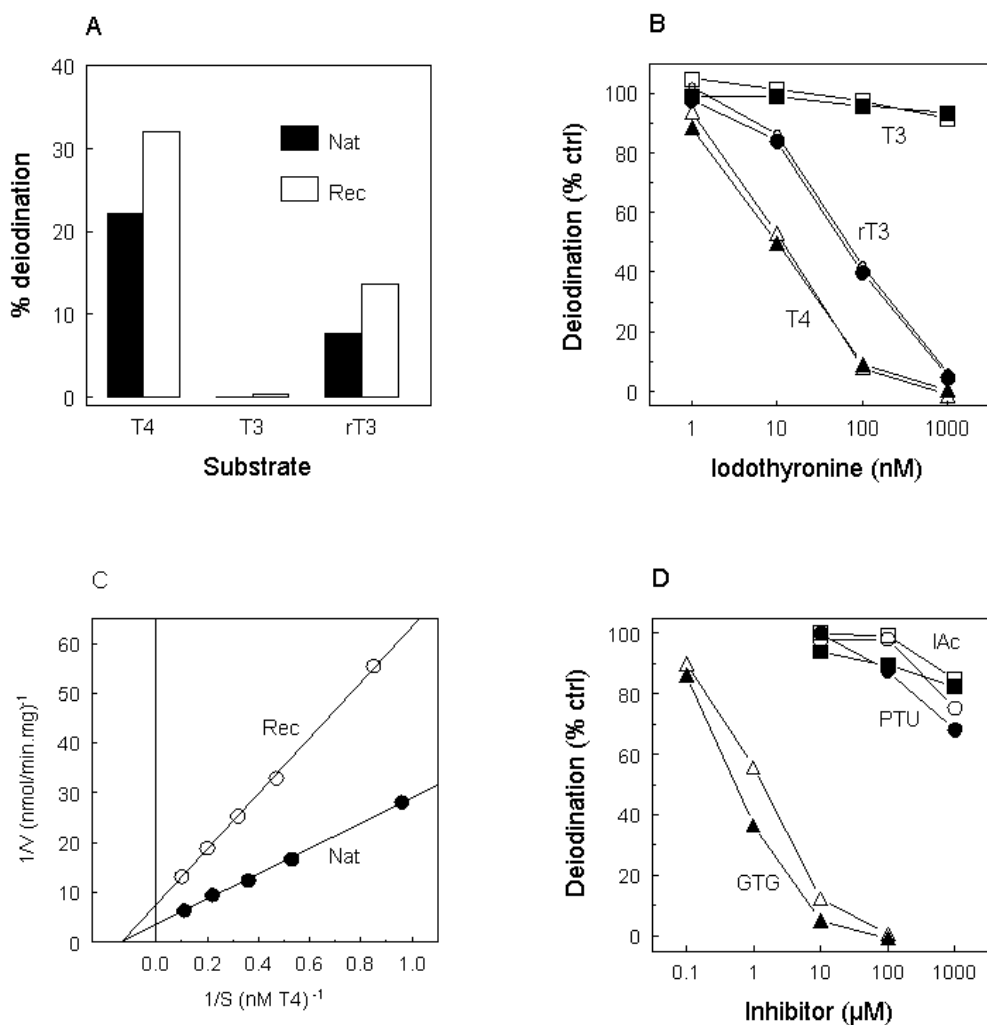 A
40
30
20
10
0
% deiodination
Nat
Rec
T4 T3 rT3
Substrate
B
100
80
60
40
20
0
Deiodination (% ctrl)
T3
rT3
T4
1 10 100 1000
Iodothyronine (nM)
C
60
50
40
30
20
10
0
1/V (nmol/min.mg)-1
Rec
Nat
0.0 0.2 0.4 0.6 0.8 1.0
1/S (nM T4)-1
D
100
80
60
40
20
0
Deiodination (% ctrl)
IAc
PTU
GTG
0.1 1 10 100 1000
Inhibitor (µM)